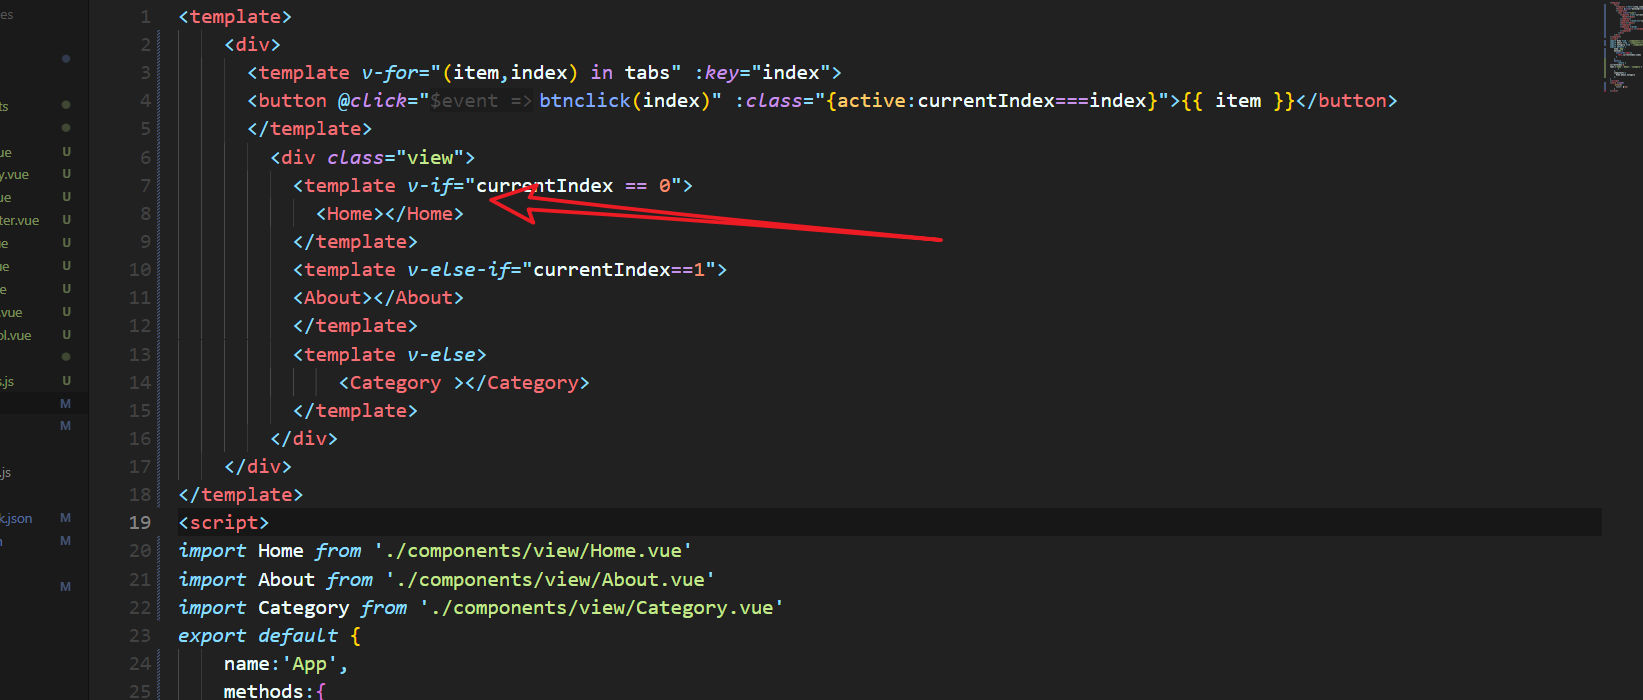 es
ts
ue
y.vue
ue
ter.vue
ue
ue
e
.vue
ol.vue
s.js
.js
k.json
U
U
U
U
U
U
U
U
U
U
M
M
M
M
M
1 <template>
2 <div>
3 <template v-for="(item,index) in tabs" :key="index">
4 <button @click="$event => btnclick(index)" :class="{active:currentIndex===index}">{{ item }}</button>
5 </template>
6 <div class="view">
7 <template v-if="currentIndex == 0">
8 <Home></Home>
9 </template>
10 <template v-else-if="currentIndex==1">
11 <About></About>
12 </template>
13 <template v-else>
14 <Category ></Category>
15 </template>
16 </div>
17 </div>
18 </template>
19 <script>
20 import Home from './components/view/Home.vue'
21 import About from './components/view/About.vue'
22 import Category from './components/view/Category.vue'
23 export default {
24 name:'App',
25 methods:{